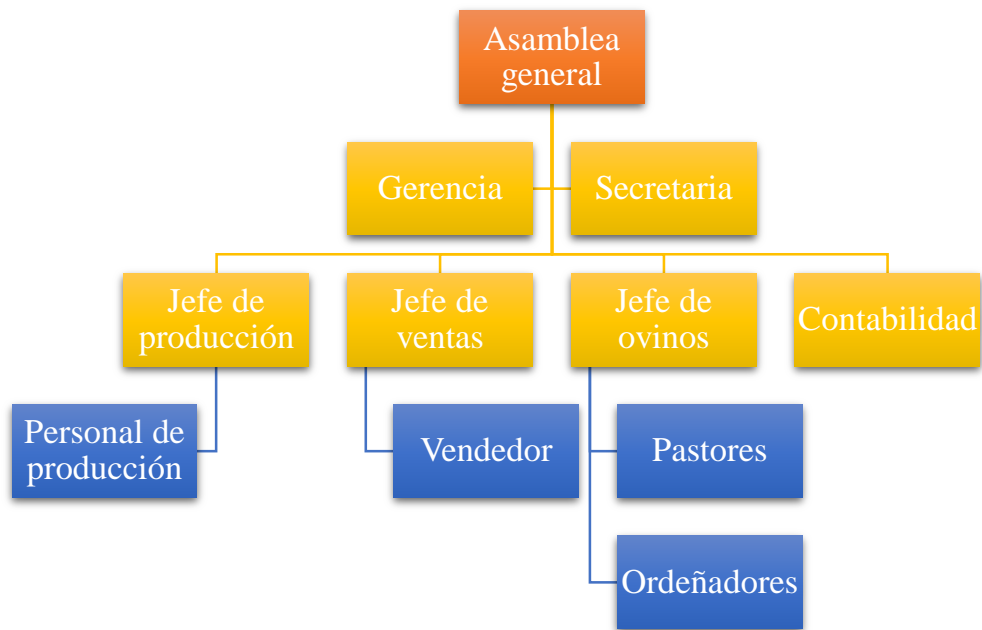 Asamblea
general
Gerencia
Secretaria
Jefe de
producción
Jefe de
ventas
Jefe de
ovinos
Contabilidad
Personal de
producción
Vendedor
Pastores
Ordeñadores